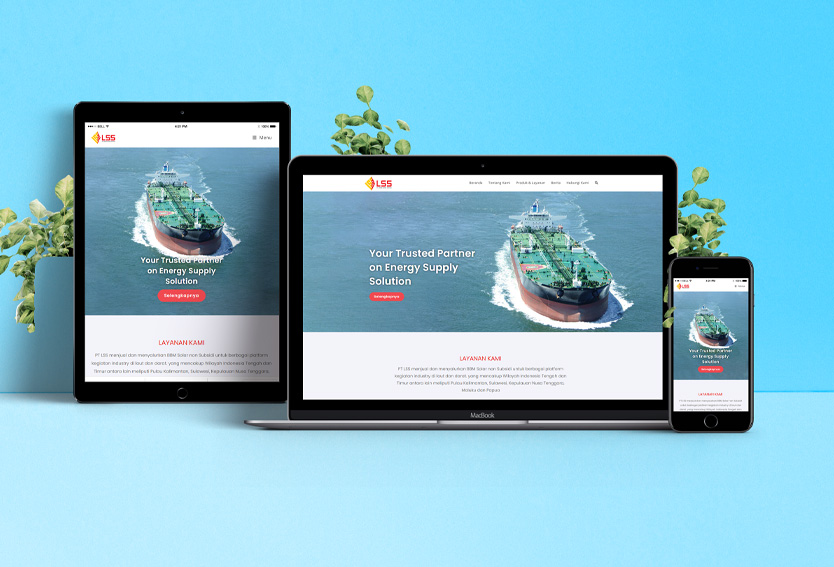 4:21 PM
100%
LSS
Menu
Your Trusted Partner
on Energy Supply
Solution
Selengkapnya
LAYANAN KAMI
PT LSS menjual dan menyalurkan BBM Solar non Subsidi untuk berbagai platform
kegiatan industry di laut dan darat, yang mencakup Wilayah Indonesia Tengah dan
Timur antara lain meliputi Pulau Kalimantan, Sulawesi, Kepulauan Nusa Tenggara,
LSS
Beranda Tentang Kami Produk & Layanan Berita Hubungi Kami
Your Trusted Partner
on Energy Supply
Solution
Selengkapnya
LAYANAN KAMI
PT LSS menjual dan menyalurkan BBM Solar non Subsidi untuk berbagai platform
kegiatan industry di laut dan darat, yang mencakup Wilayah Indonesia Tengah dan
Timur antara lain meliputi Pulau Kalimantan, Sulawesi, Kepulauan Nusa Tenggara,
Maluku dan Papua
MacBook
LSS
Menu
Your Trusted Partner
on Energy Supply
Solution
Selengkapnya
LAYANAN KAMI